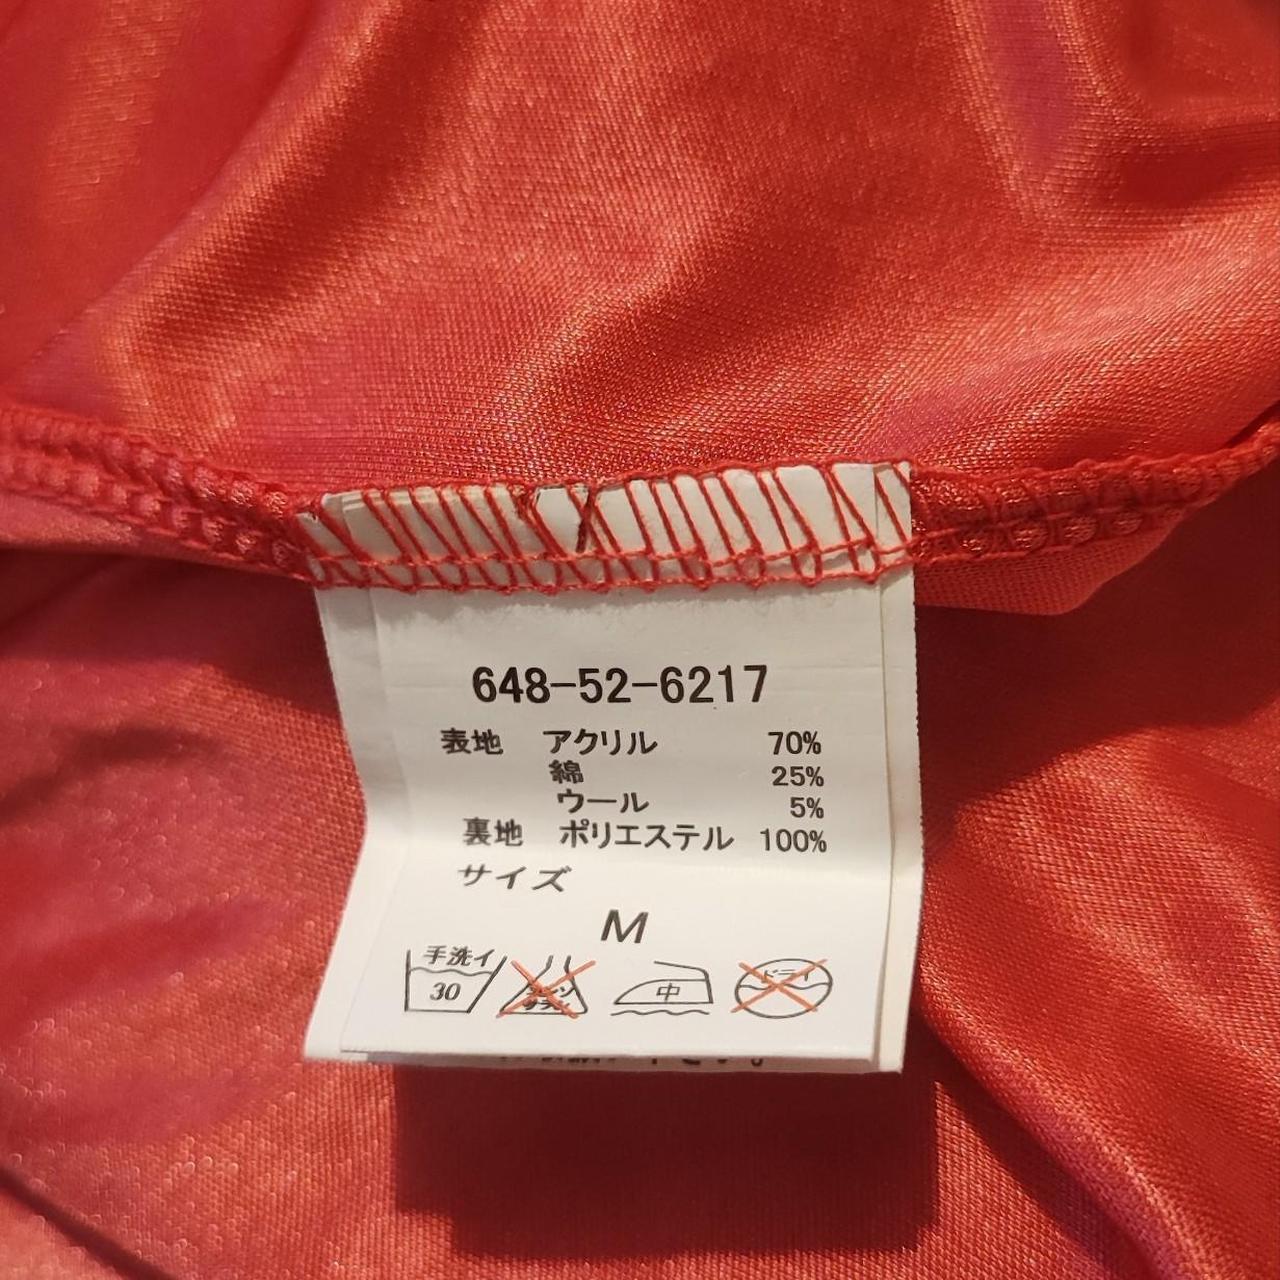 648-52-6217
表地 アクリル 70%
綿 25%
ウール 5%
裏地 ポリエステル 100%
サイズ
M
手洗イ
30
中
ドライ